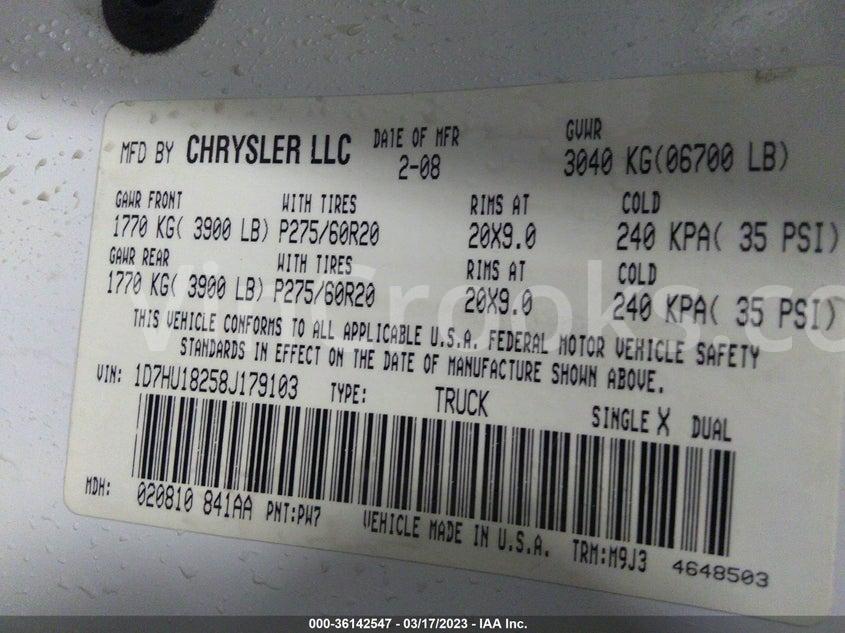 MFD BY CHRYSLER LLC DATE OF MFR GVWR
2-08 3040 KG(06700 LB)
GAWR FRONT WITH TIRES RIMS AT COLD
1770 KG( 3900 LB) P275/60R20 20X9.0 240 KPA( 35 PSI)
GAWR REAR WITH TIRES RIMS AT COLD
1770 KG( 3900 LB) P275/60R20 20X9.0 240 KPA( 35 PSI)
THIS VEHICLE CONFORMS TO ALL APPLICABLE U.S.A. FEDERAL MOTOR VEHICLE SAFETY
STANDARDS IN EFFECT ON THE DATE OF MANUFACTURE SHOWN ABOVE.
VIN: 1D7HU18258J179103 TYPE: TRUCK SINGLE X DUAL
MDH: 020810 841AA PNT:PW7 VEHICLE MADE IN U.S.A. TRM:M9J3 4648503
000-36142547 - 03/17/2023 - IAA Inc.